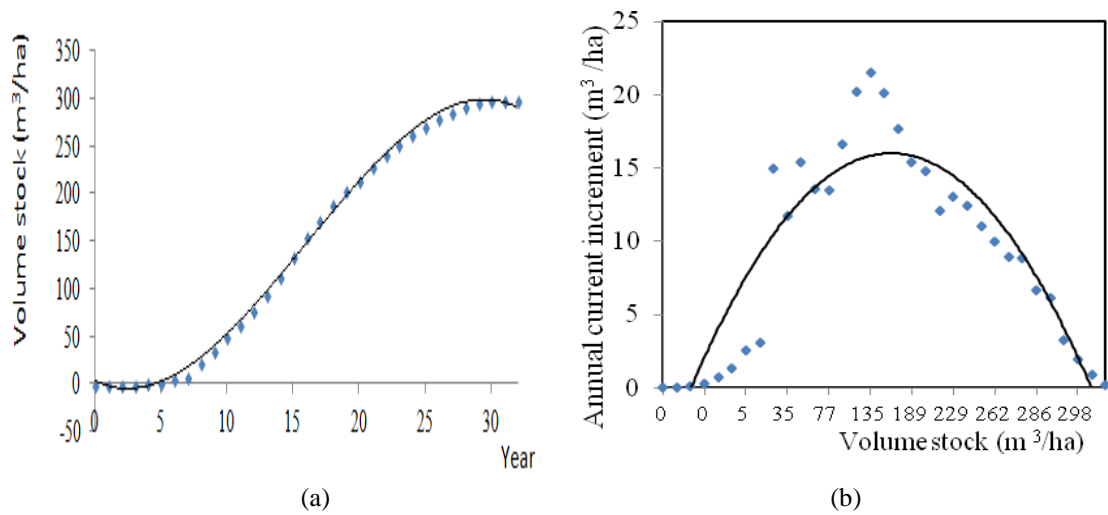 Volume stock (m³/ha)
350
300
250
200
150
100
50
0
-50
0 5 10 15 20 25 30
Year
(a)
Annual current increment (m³ /ha)
25
20
15
10
5
0
0 0 5 35 77 135 189 229 262 286 298
Volume stock (m³/ha)
(b)